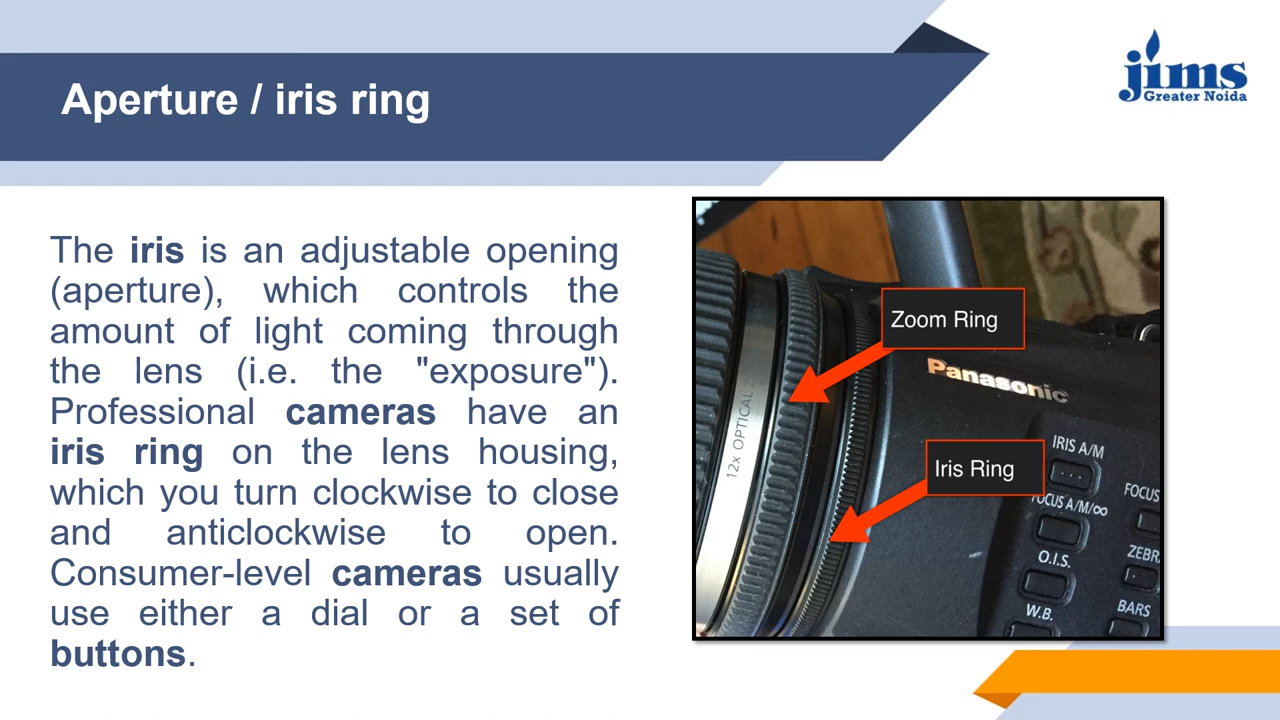 Aperture / iris ring
jims
Greater Noida
The iris is an adjustable opening
(aperture), which controls the
amount of light coming through
the lens (i.e. the "exposure").
Professional cameras have an
iris ring on the lens housing,
which you turn clockwise to close
and anticlockwise to open.
Consumer-level cameras usually
use either a dial or a set of
buttons.
Zoom Ring
Panasonic
12x OPTICAL
Iris Ring
IRIS A/M
FOCUS A/M/∞
FOCUS
O.I.S.
ZEBR
W.B.
BARS